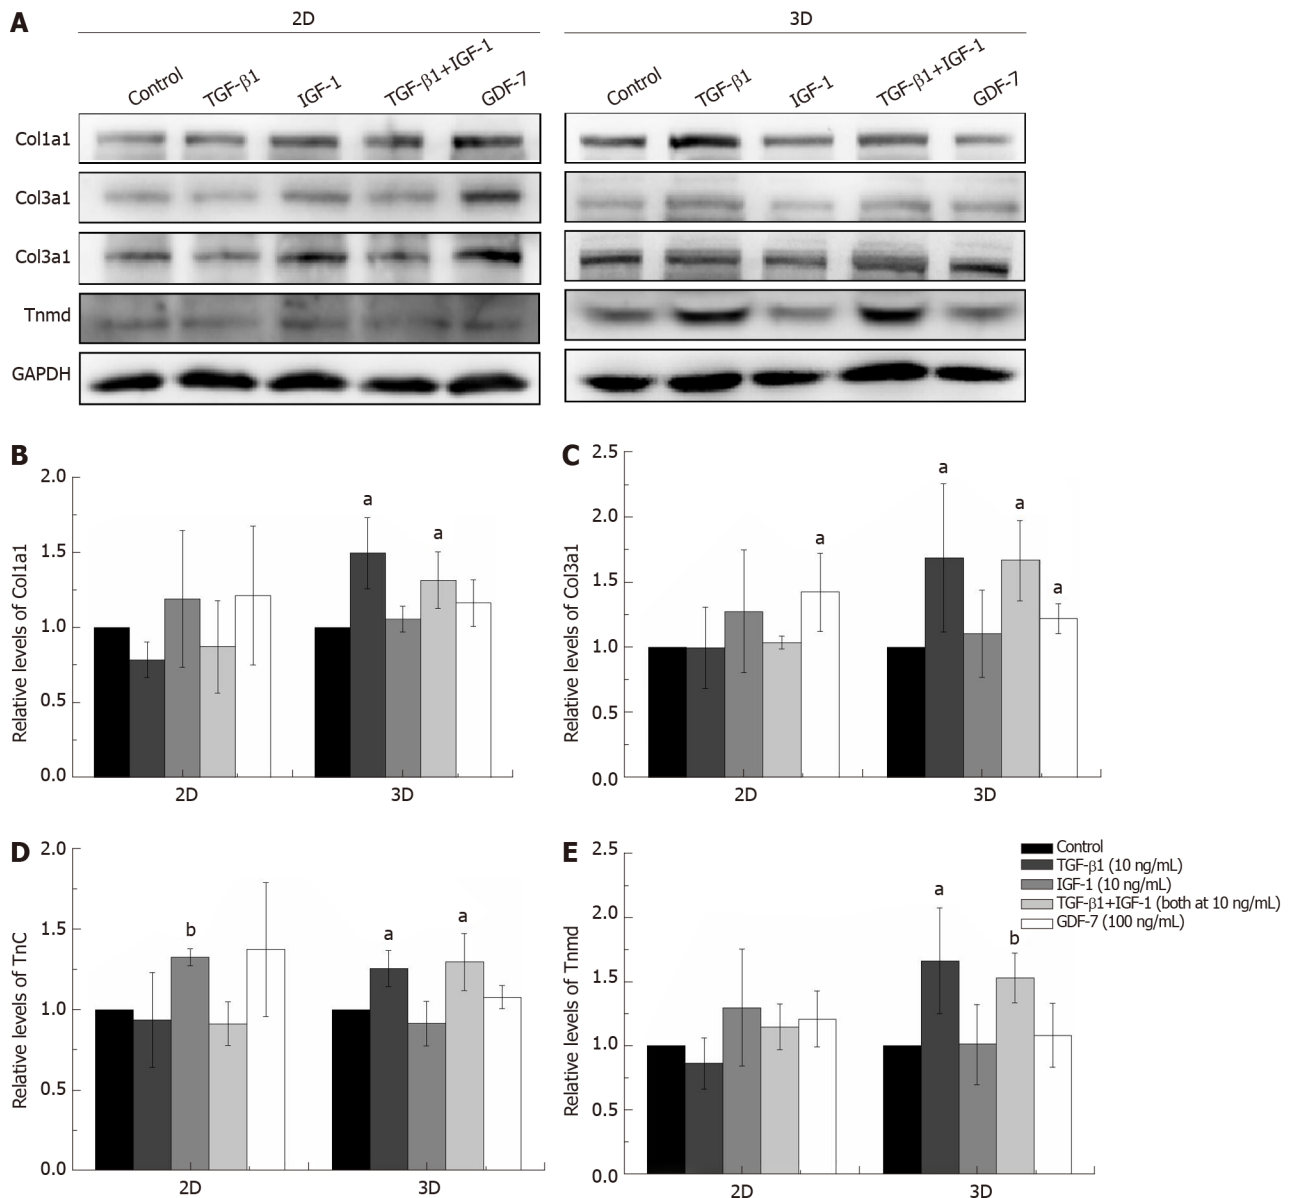 A
2D
3D
Control
TGF-β1
IGF-1
TGF-β1+IGF-1
GDF-7
Control
TGF-β1
IGF-1
TGF-β1+IGF-1
GDF-7
Col1a1
Col3a1
Col3a1
Tnmd
GAPDH
B
Relative levels of Col1a1
2.0
1.5
1.0
0.5
0.0
a
a
2D
3D
C
Relative levels of Col3a1
2.5
2.0
1.5
1.0
0.5
0.0
a
a
a
a
2D
3D
D
Relative levels of TnC
2.0
1.5
1.0
0.5
0.0
b
a
a
2D
3D
E
Relative levels of Tnmd
2.5
2.0
1.5
1.0
0.5
0.0
a
b
2D
3D
Control
TGF-β1 (10 ng/mL)
IGF-1 (10 ng/mL)
TGF-β1+IGF-1 (both at 10 ng/mL)
GDF-7 (100 ng/mL)